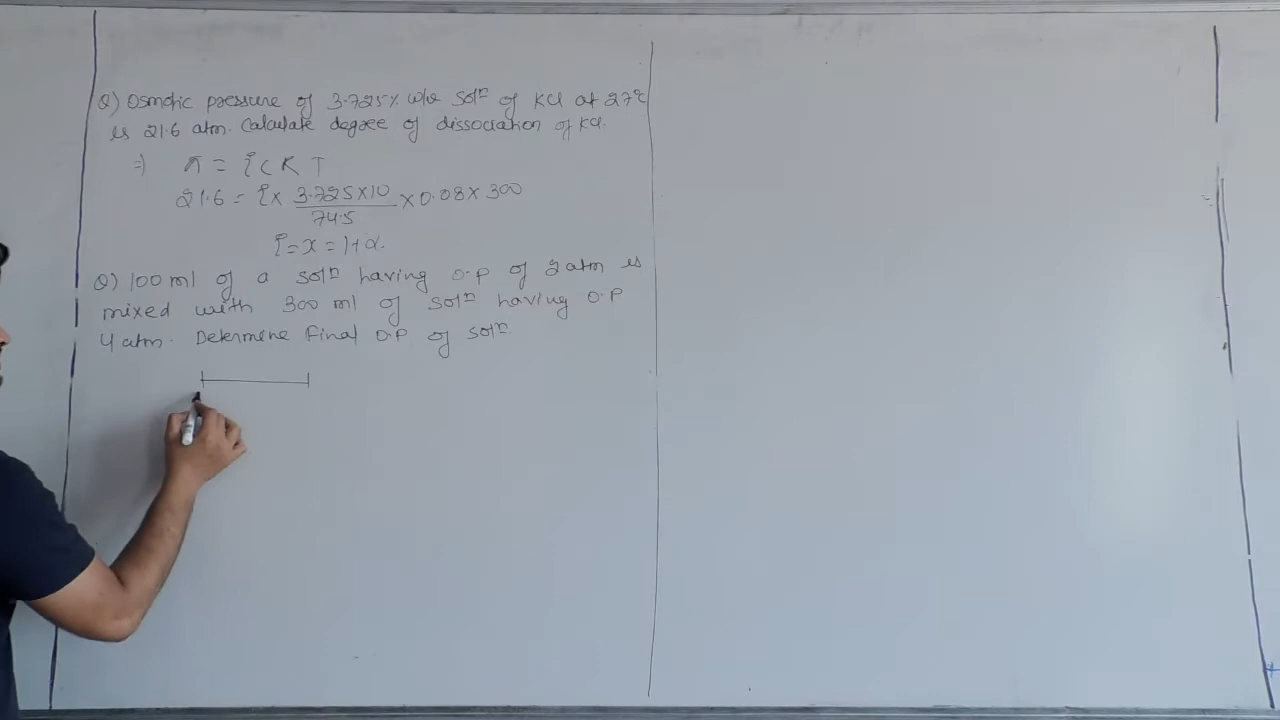 Q) Osmotic pressure of 3.725% w/v solⁿ of KCl at 27°C
is 21.6 atm. Calculate degree of dissociation of KCl.
⇒ π = i C R T
21.6 = i × 3.725×10/74.5 × 0.08 × 300
i = x = 1+α.
Q) 100 ml of a solⁿ having O.P of 2 atm is
mixed with 300 ml of solⁿ having O.P
4 atm. Determine final O.P of solⁿ